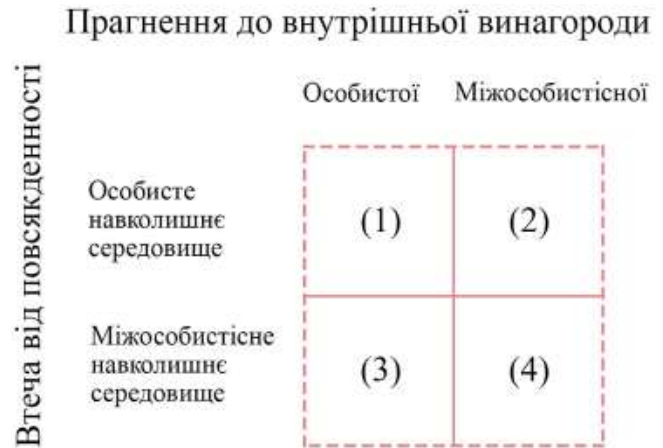 Прагнення до внутрішньої винагороди
Втеча від повсякденності
Особистої Міжособистісної
Особисте
навколишнє
середовище
(1) (2)
Міжособистісне
навколишнє
середовище
(3) (4)